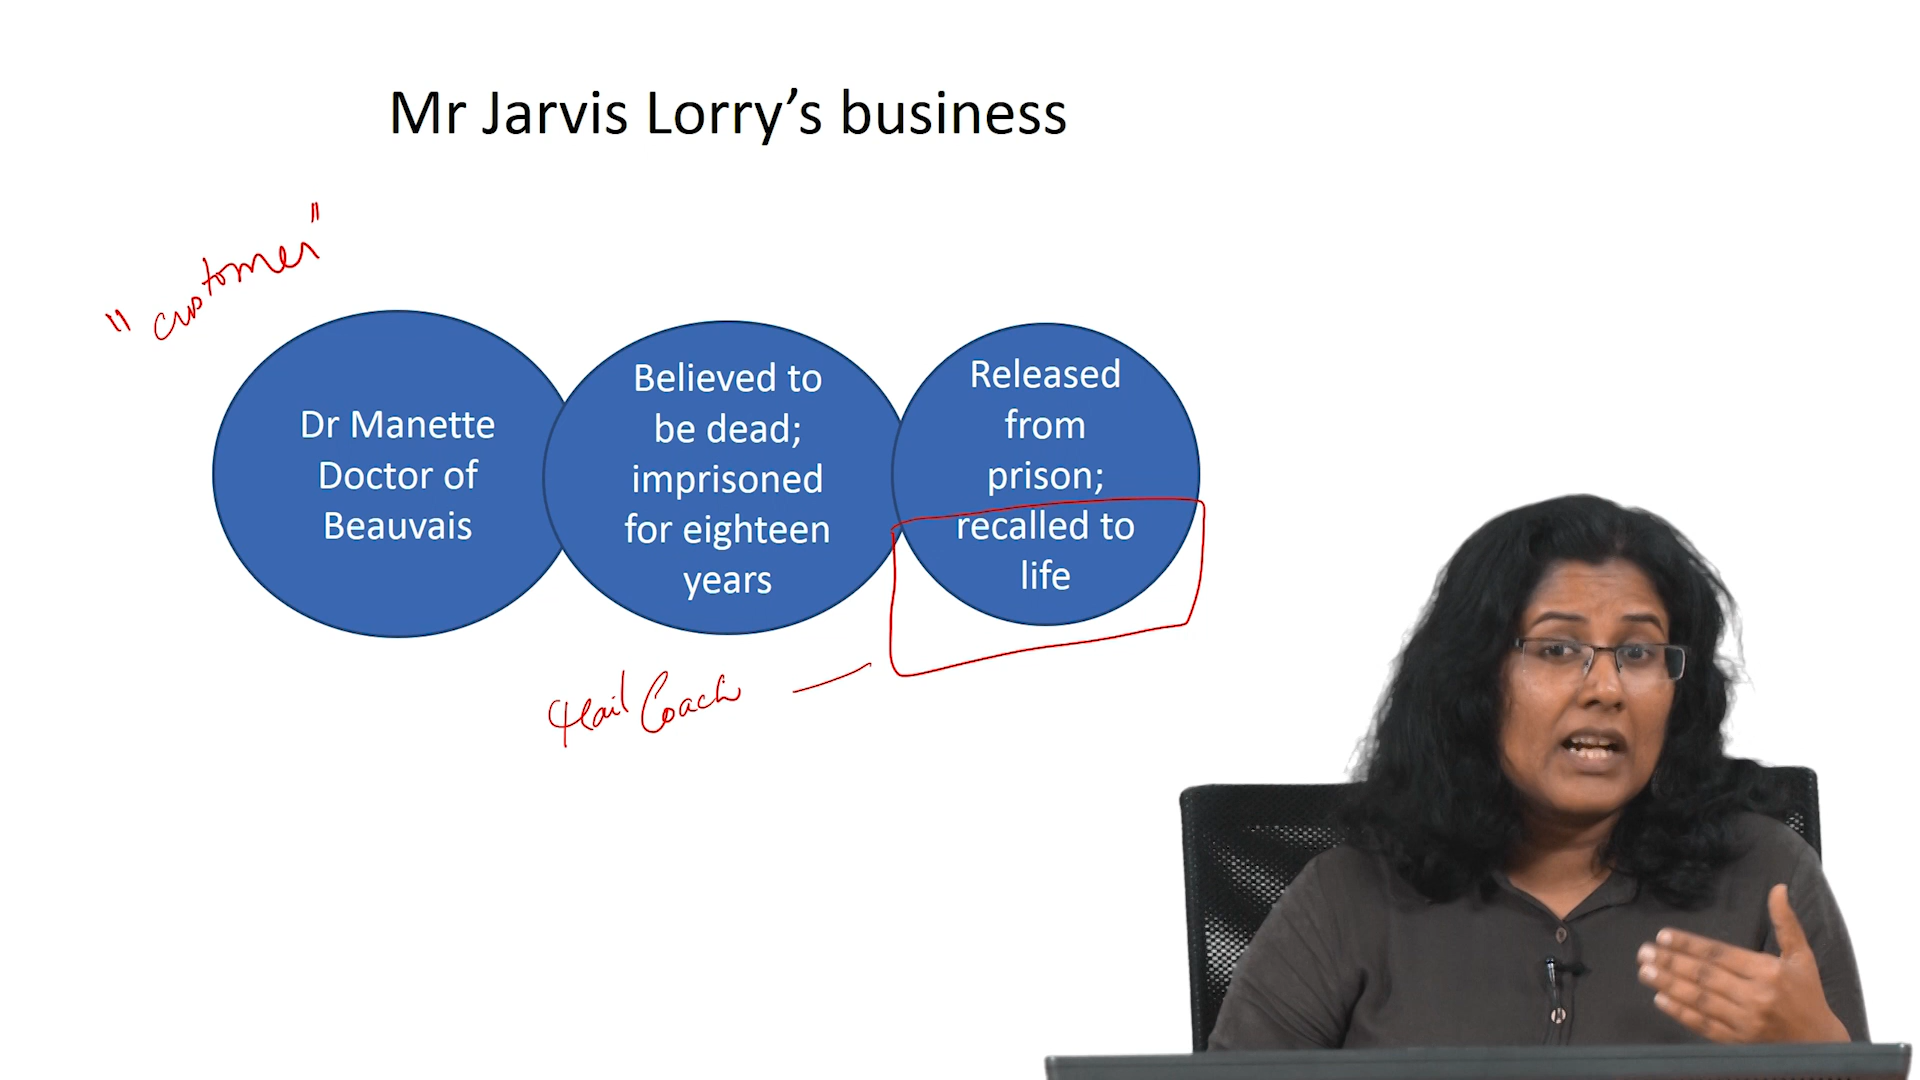 Mr Jarvis Lorry’s business
"customer"
Dr Manette
Doctor of
Beauvais
Believed to
be dead;
imprisoned
for eighteen
years
Released
from
prison;
recalled to
life
Mail Coach